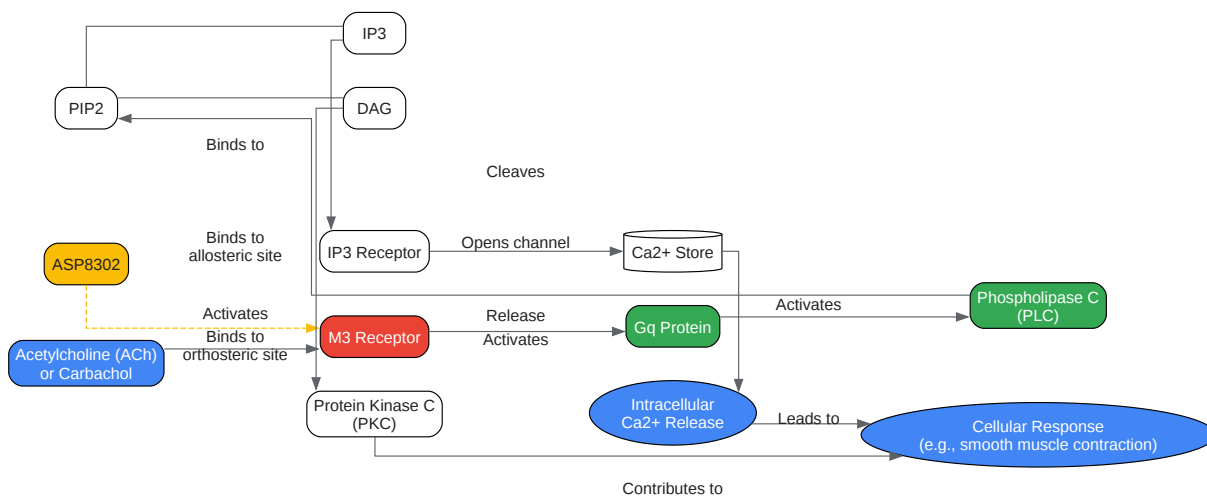 IP3
PIP2
DAG
Binds to
Cleaves
Binds to
allosteric site
IP3 Receptor
Opens channel
Ca2+ Store
ASP8302
Phospholipase C
(PLC)
Activates
Activates
M3 Receptor
Release
Activates
Gq Protein
Binds to
orthosteric site
Acetylcholine (ACh)
or Carbachol
Protein Kinase C
(PKC)
Intracellular
Ca2+ Release
Leads to
Cellular Response
(e.g., smooth muscle contraction)
Contributes to